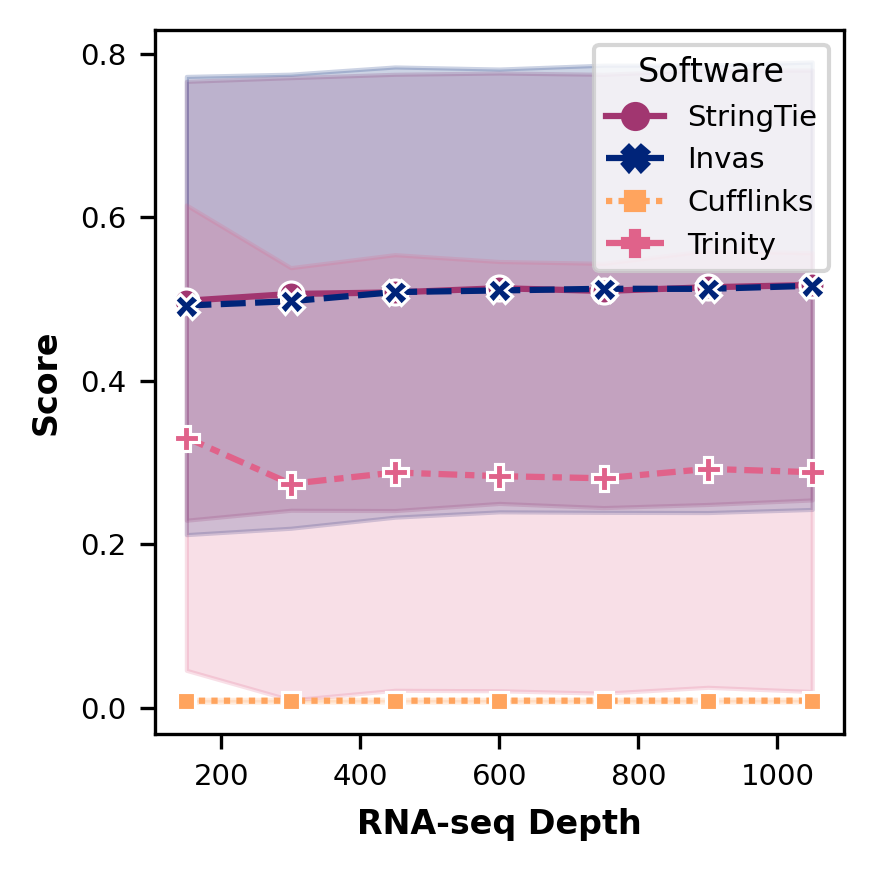 Score
0.8
0.6
0.4
0.2
0.0
Software
StringTie
Invas
Cufflinks
Trinity
200 400 600 800 1000
RNA-seq Depth